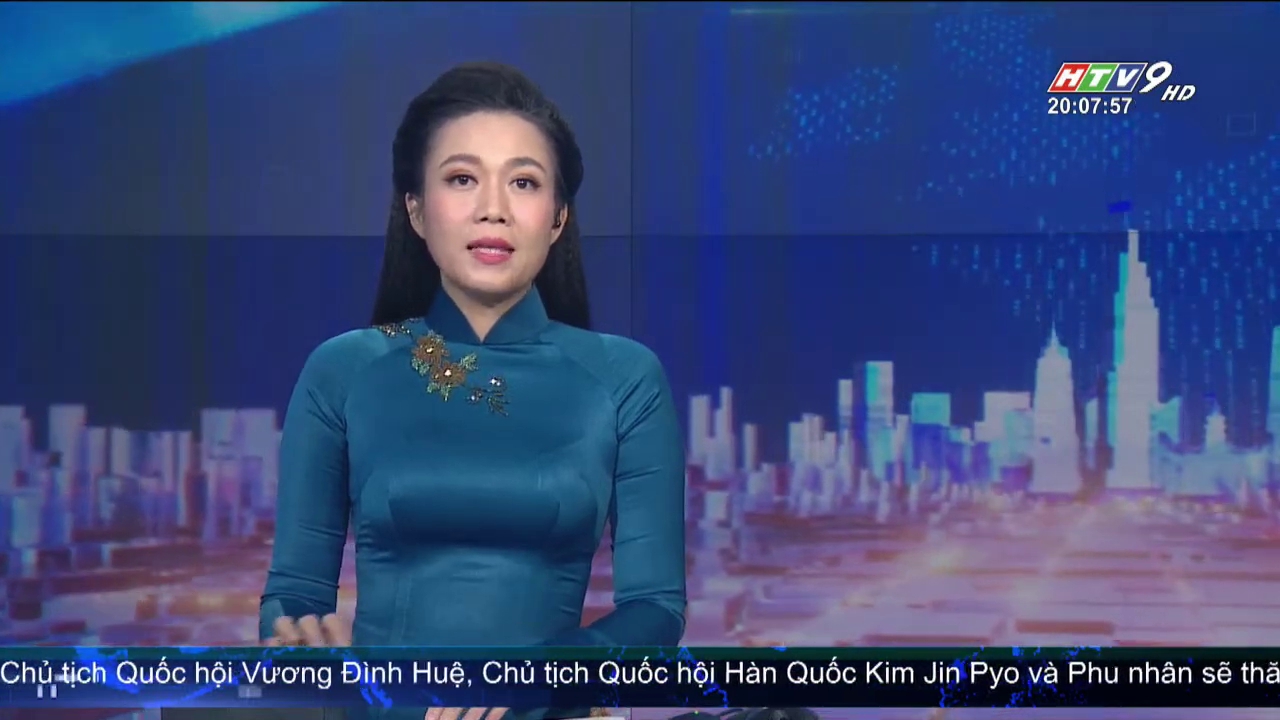 HTV9 HD
20:07:57
Chủ tịch Quốc hội Vương Đình Huệ, Chủ tịch Quốc hội Hàn Quốc Kim Jin Pyo và Phu nhân sẽ thă